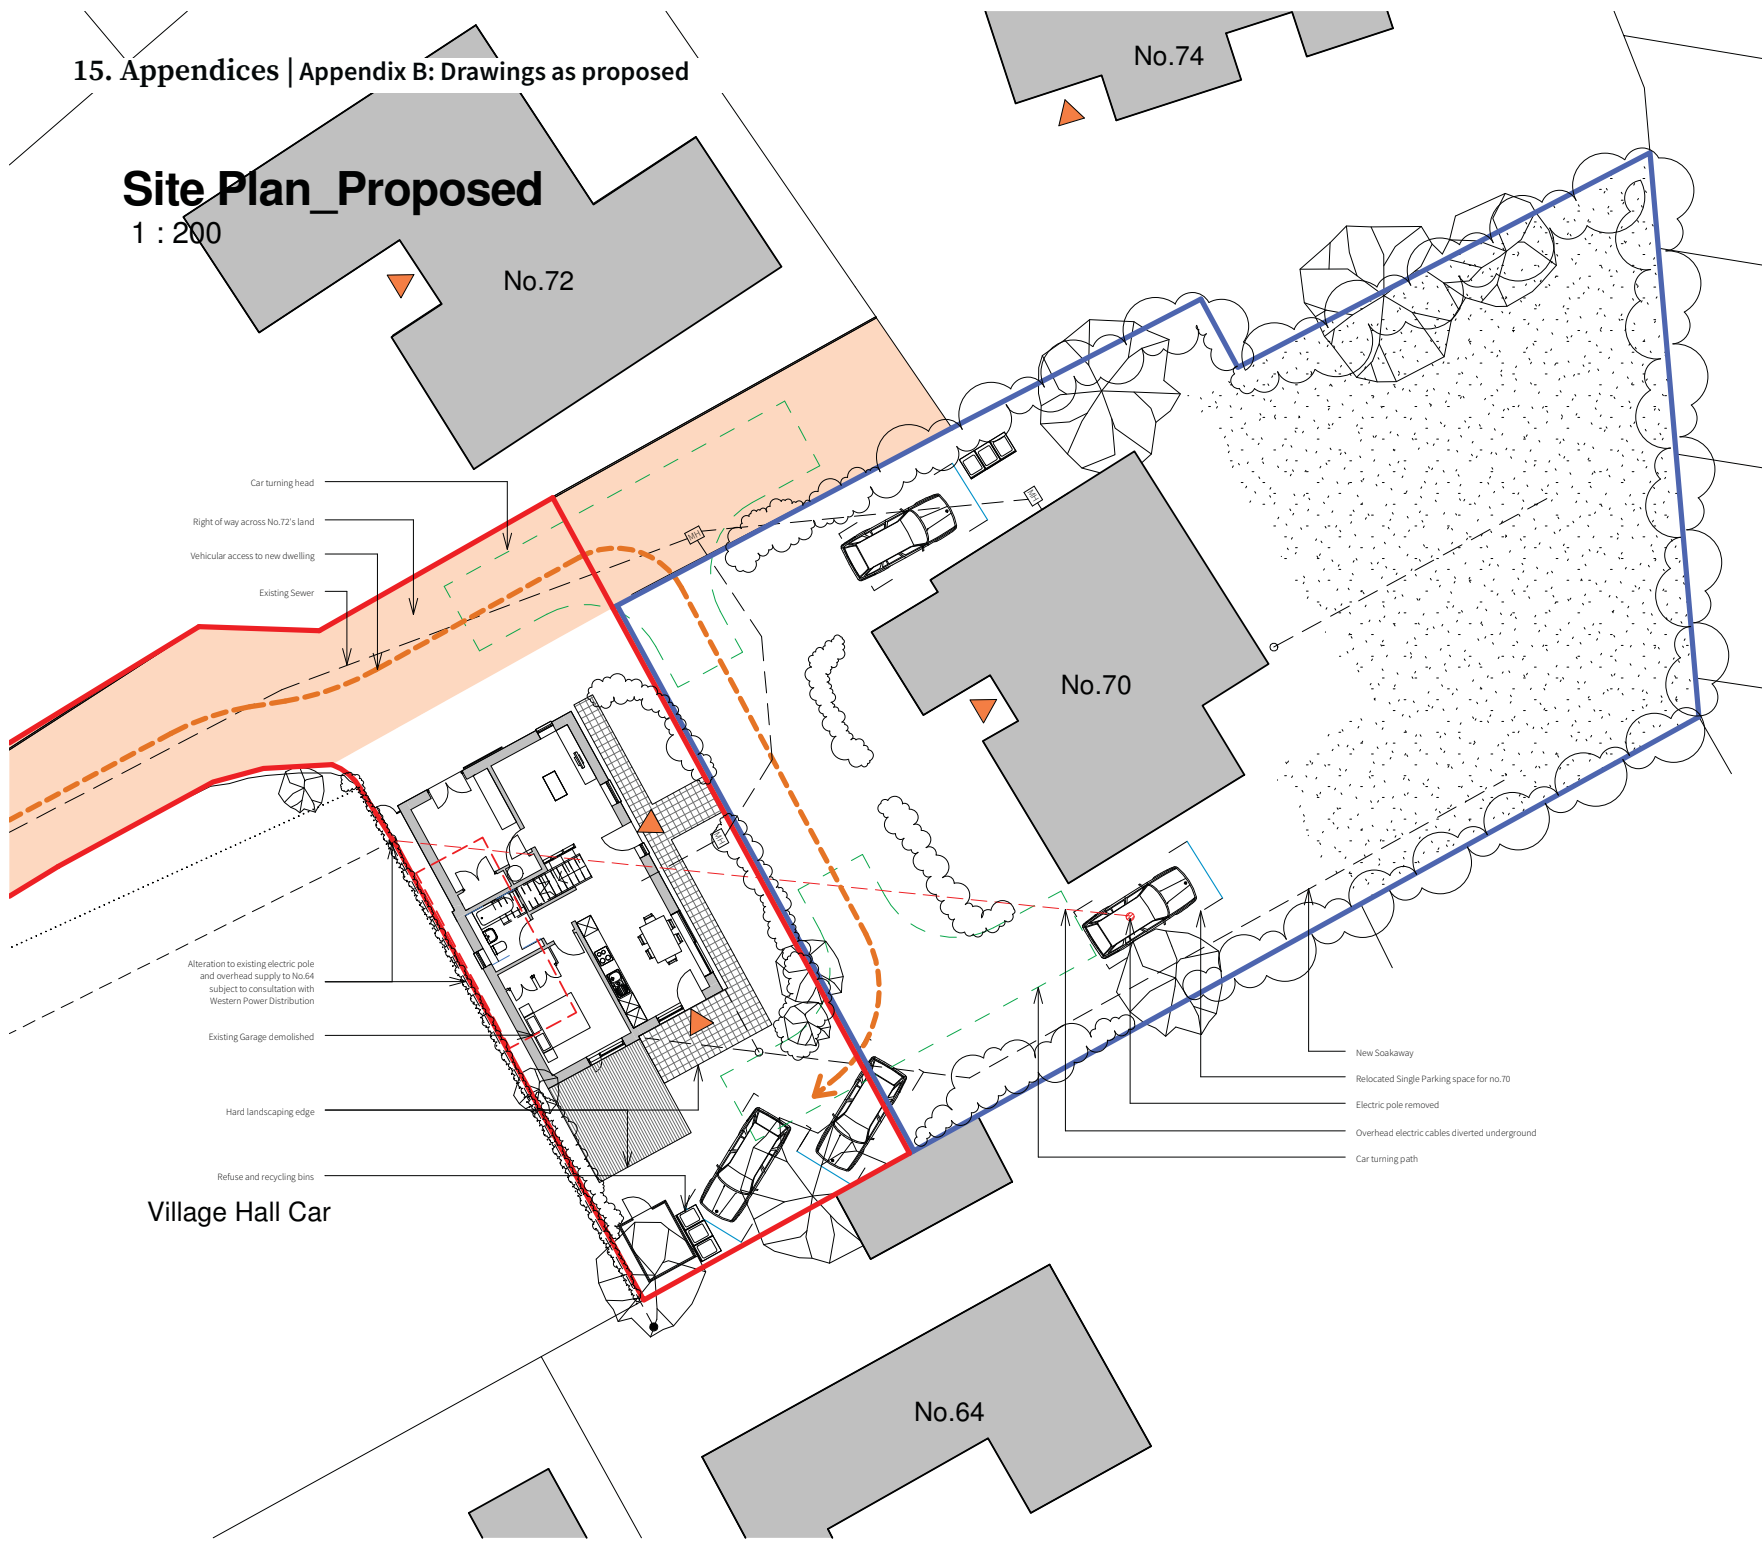 15. Appendices | Appendix B: Drawings as proposed
No.74
Site Plan_Proposed
1 : 200
No.72
Car turning head
Right of way across No.72's land
Vehicular access to new dwelling
Existing Sewer
MH
MH
No.70
MH
Alteration to existing electric pole
and overhead supply to No.64
subject to consultation with
Western Power Distribution
Existing Garage demolished
Hard landscaping edge
Refuse and recycling bins
Village Hall Car
New Soakaway
Relocated Single Parking space for no.70
Electric pole removed
Overhead electric cables diverted underground
Car turning path
No.64